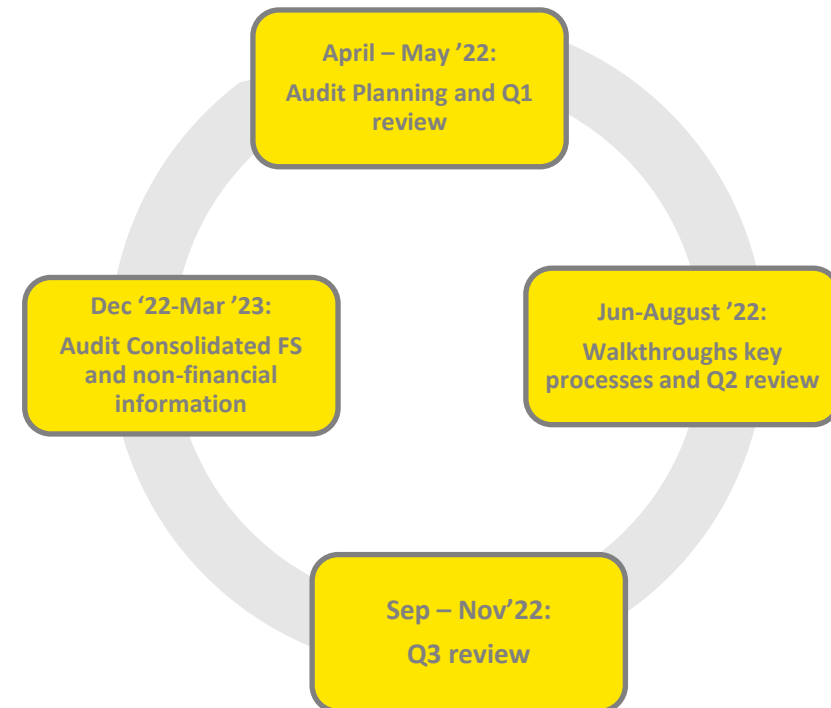 April – May ’22:
Audit Planning and Q1
review
Jun-August ’22:
Walkthroughs key
processes and Q2 review
Sep – Nov’22:
Q3 review
Dec ‘22-Mar ’23:
Audit Consolidated FS
and non-financial
information